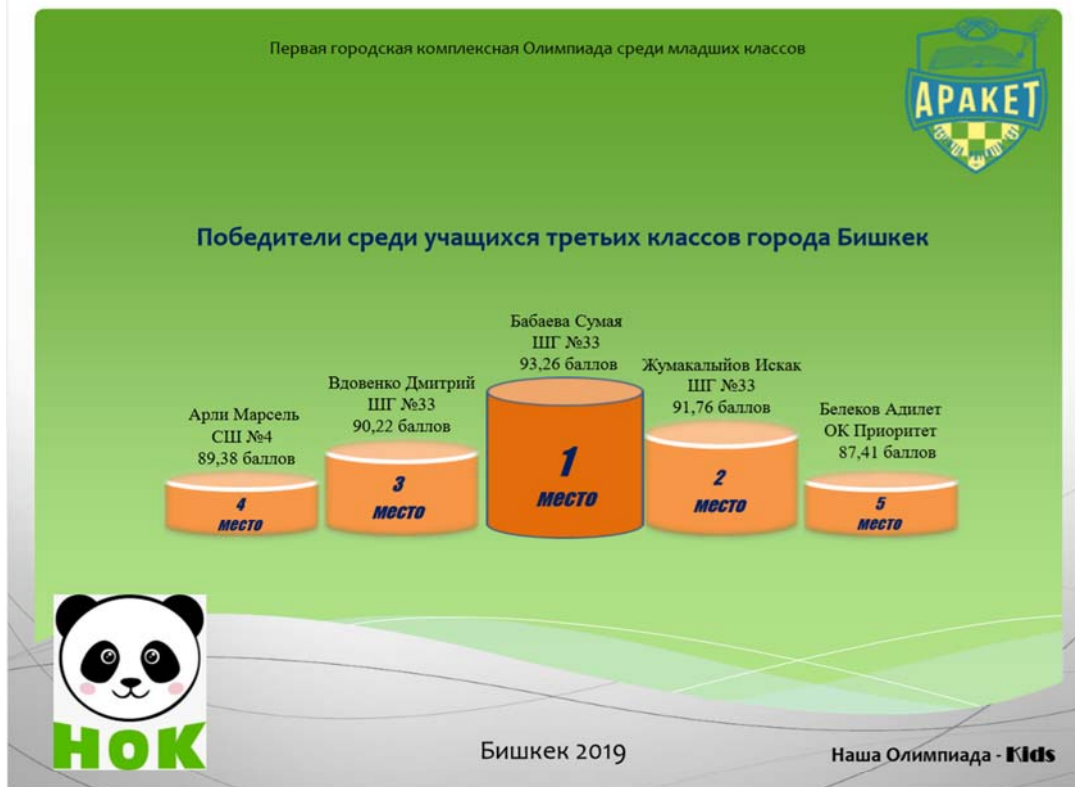 Первая городская комплексная Олимпиада среди младших классов
АРАКЕТ
Победители среди учащихся третьих классов города Бишкек
Бабаева Сумая
ШГ №33
93,26 баллов
Жумакалыйов Искак
ШГ №33
91,76 баллов
Вдовенко Дмитрий
ШГ №33
90,22 баллов
Арли Марсель
СШ №4
89,38 баллов
Белеков Адилет
ОК Приоритет
87,41 баллов
1
место
2
место
3
место
4
место
5
место
НОК
Бишкек 2019
Наша Олимпиада - Kids